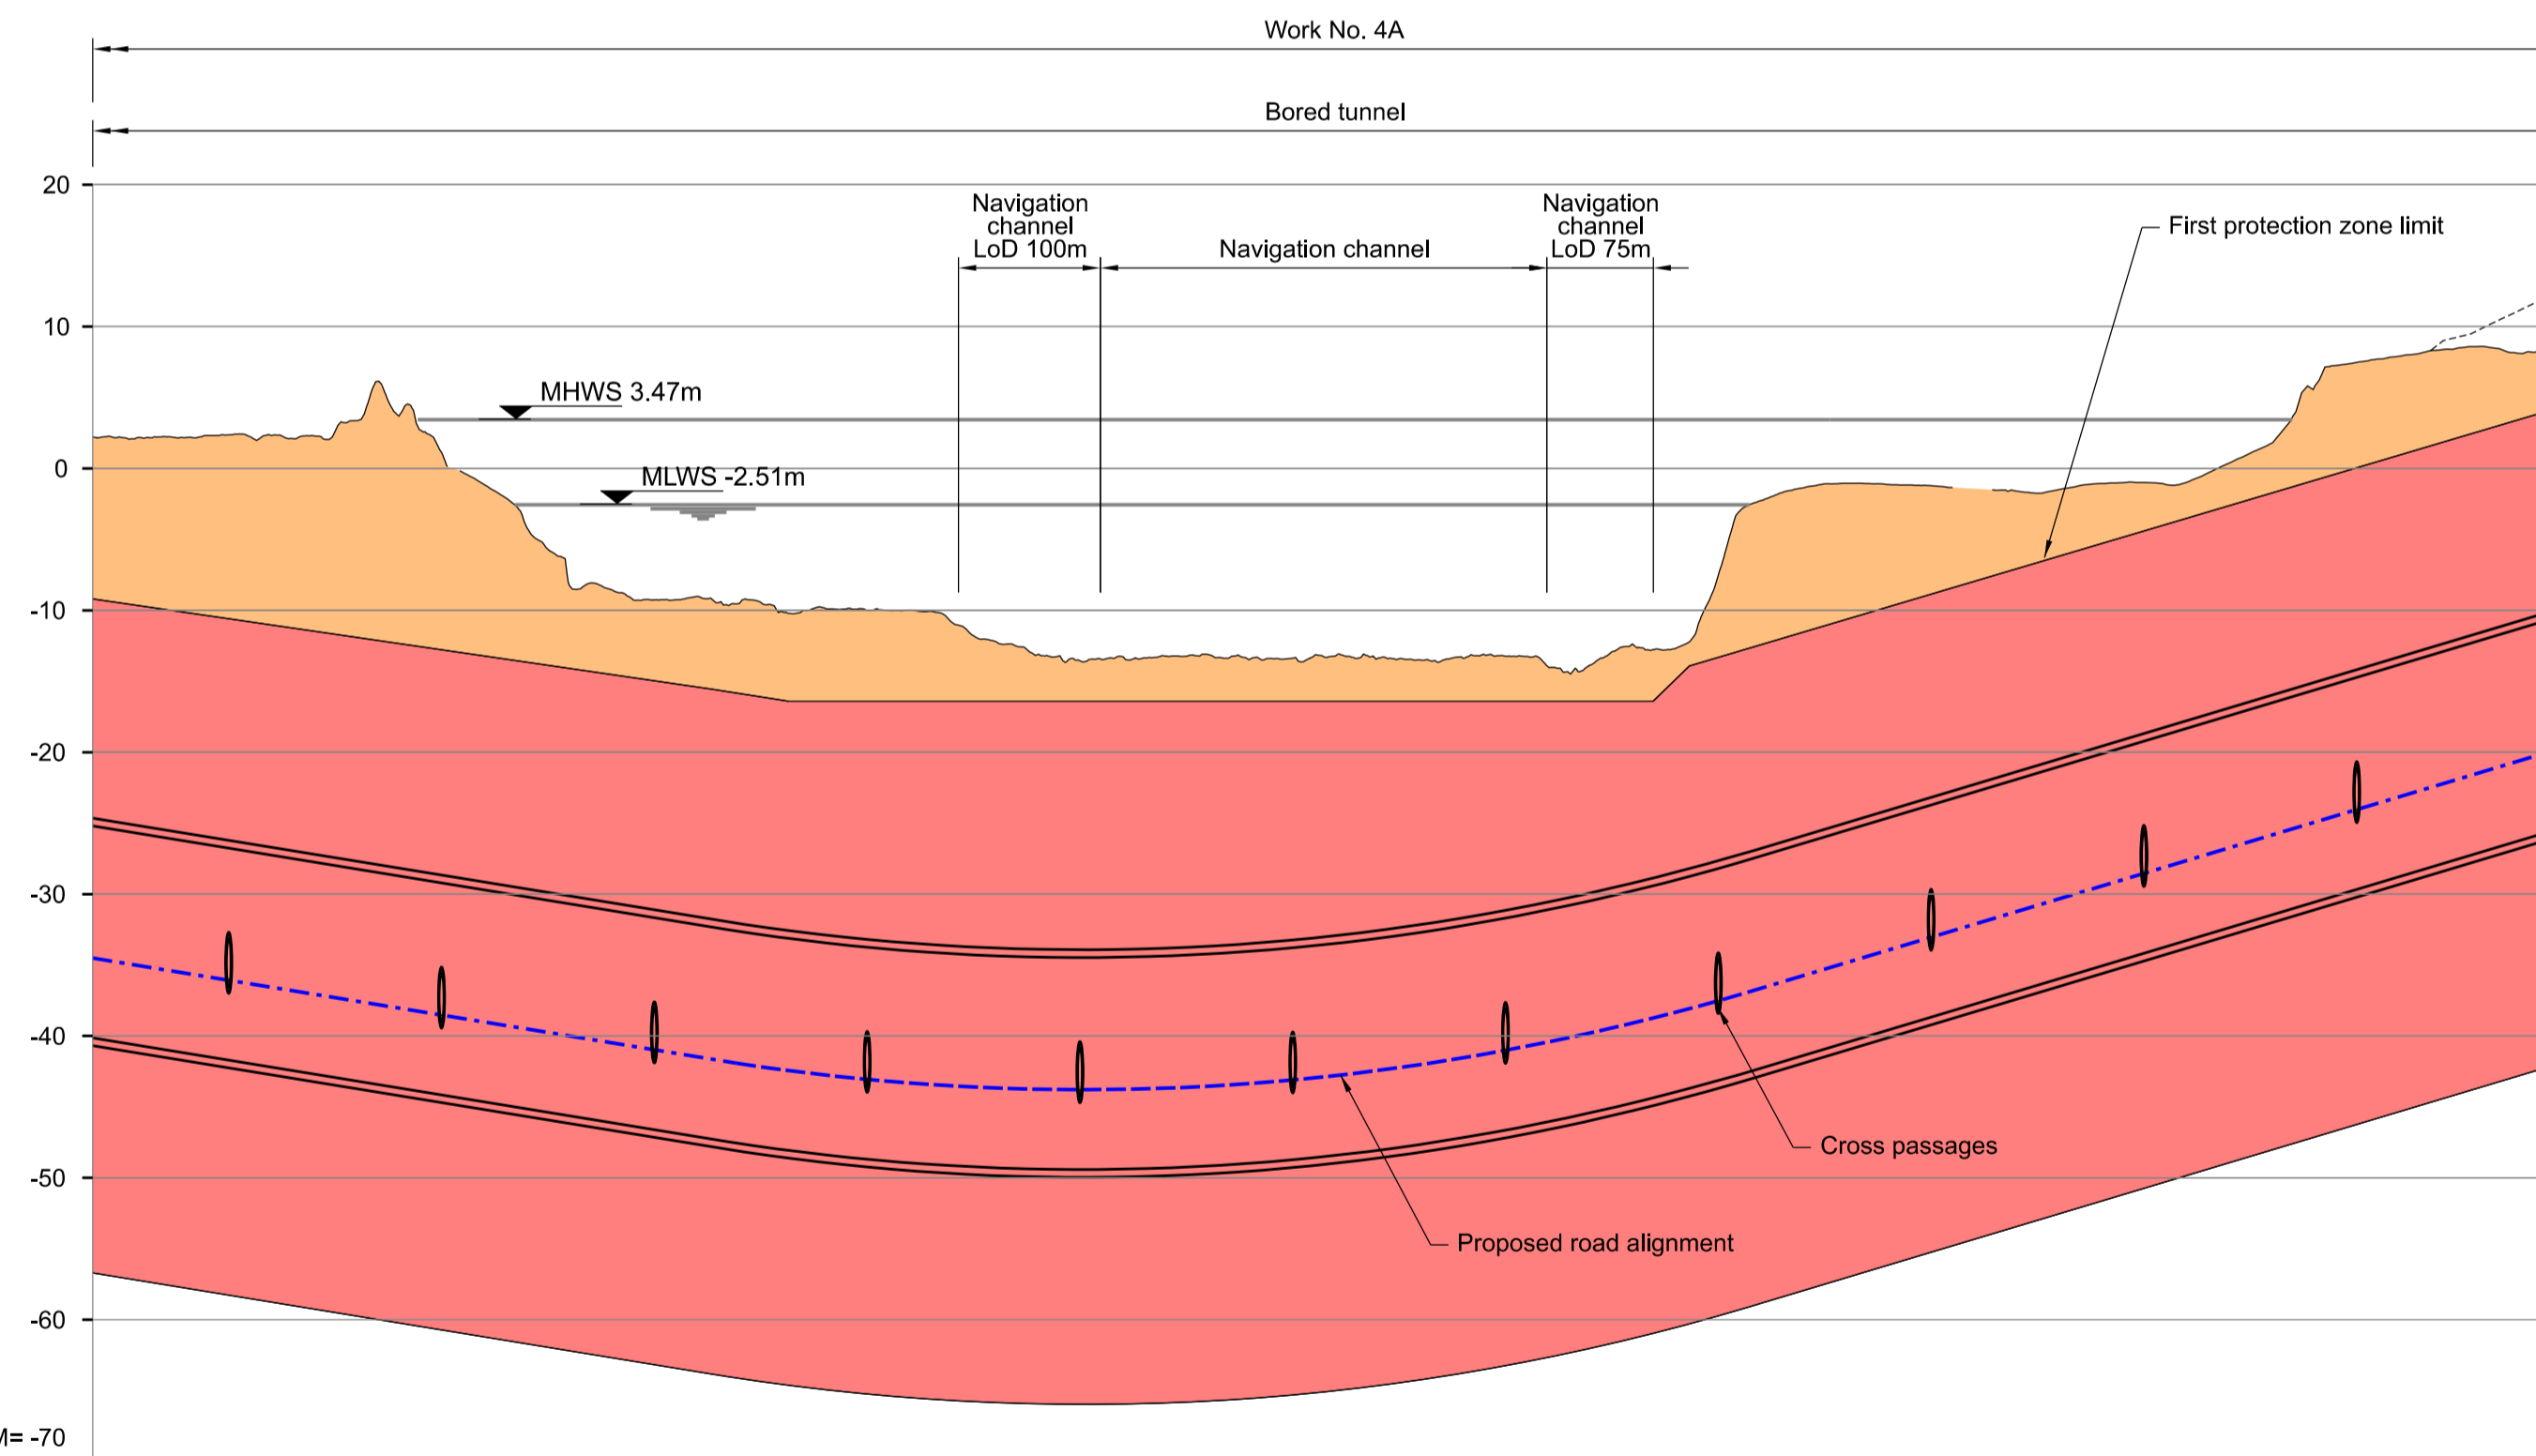 Work No. 4A
Bored tunnel
20
Navigation
channel
LoD 100m
Navigation channel
Navigation
channel
LoD 75m
First protection zone limit
10
MHWS 3.47m
0
MLWS -2.51m
-10
-20
-30
-40
Cross passages
-50
Proposed road alignment
-60
M= -70